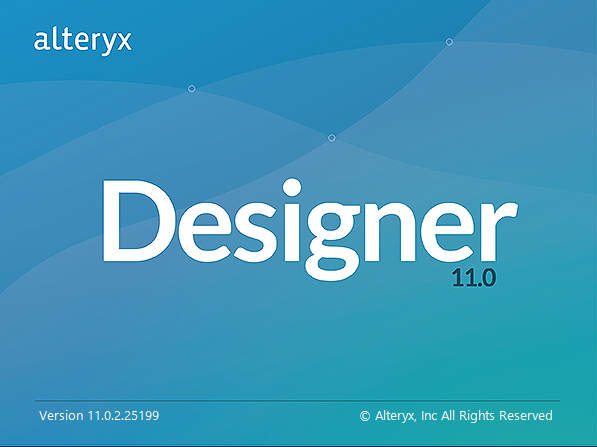 alteryx
Designer
11.0
Version 11.0.2.25199
© Alteryx, Inc All Rights Reserved